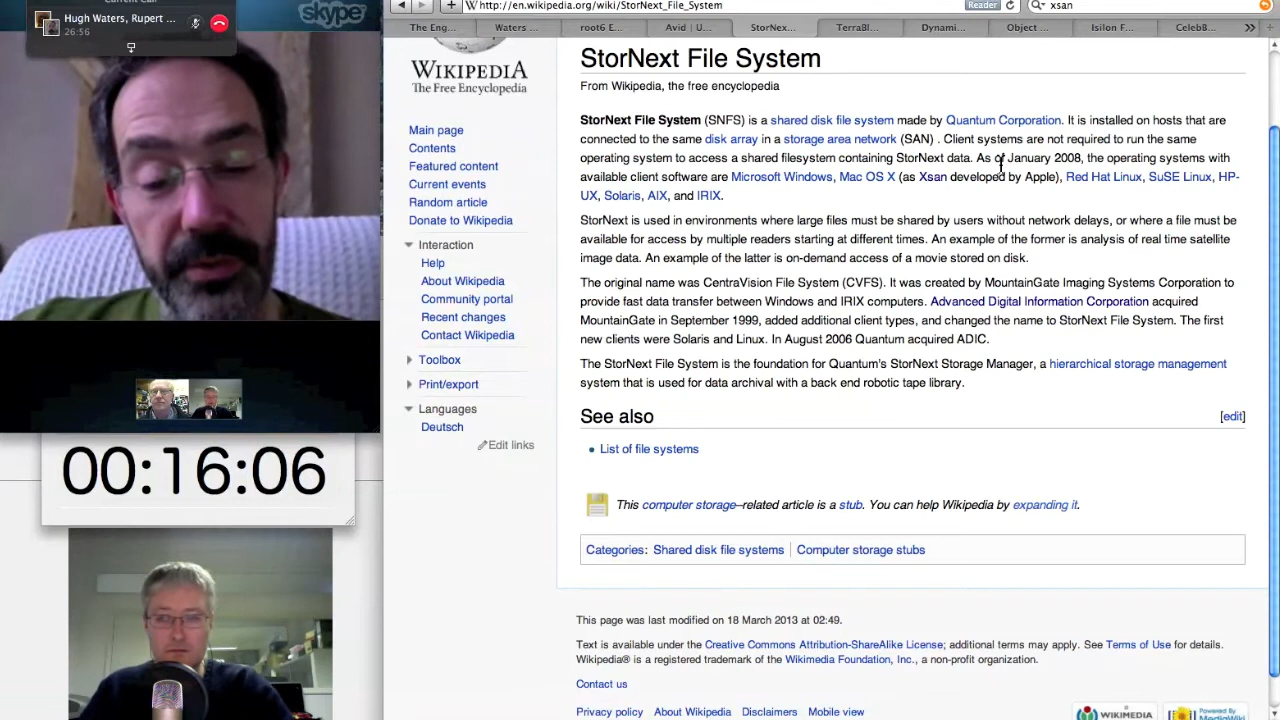 Hugh Waters, Rupert ...
26:56
skype
00:16:06
http://en.wikipedia.org/wiki/StorNext_File_System
Reader
xsan
The Eng...
Waters ...
root6 E...
Avid | U...
StorNex...
TerraBl...
Dynami...
Object ...
Isilon F...
CelebB...
WIKIPEDIA
The Free Encyclopedia
Main page
Contents
Featured content
Current events
Random article
Donate to Wikipedia
Interaction
Help
About Wikipedia
Community portal
Recent changes
Contact Wikipedia
Toolbox
Print/export
Languages
Deutsch
Edit links
StorNext File System
From Wikipedia, the free encyclopedia
StorNext File System (SNFS) is a shared disk file system made by Quantum Corporation. It is installed on hosts that are
connected to the same disk array in a storage area network (SAN) . Client systems are not required to run the same
operating system to access a shared filesystem containing StorNext data. As of January 2008, the operating systems with
available client software are Microsoft Windows, Mac OS X (as Xsan developed by Apple), Red Hat Linux, SuSE Linux, HP-
UX, Solaris, AIX, and IRIX.
StorNext is used in environments where large files must be shared by users without network delays, or where a file must be
available for access by multiple readers starting at different times. An example of the former is analysis of real time satellite
image data. An example of the latter is on-demand access of a movie stored on disk.
The original name was CentraVision File System (CVFS). It was created by MountainGate Imaging Systems Corporation to
provide fast data transfer between Windows and IRIX computers. Advanced Digital Information Corporation acquired
MountainGate in September 1999, added additional client types, and changed the name to StorNext File System. The first
new clients were Solaris and Linux. In August 2006 Quantum acquired ADIC.
The StorNext File System is the foundation for Quantum's StorNext Storage Manager, a hierarchical storage management
system that is used for data archival with a back end robotic tape library.
See also
[edit]
List of file systems
This computer storage–related article is a stub. You can help Wikipedia by expanding it.
Categories: Shared disk file systems | Computer storage stubs
This page was last modified on 18 March 2013 at 02:49.
Text is available under the Creative Commons Attribution-ShareAlike License; additional terms may apply. See Terms of Use for details.
Wikipedia® is a registered trademark of the Wikimedia Foundation, Inc., a non-profit organization.
Contact us
Privacy policy
About Wikipedia
Disclaimers
Mobile view
WIKIMEDIA
Powered By
MediaWiki